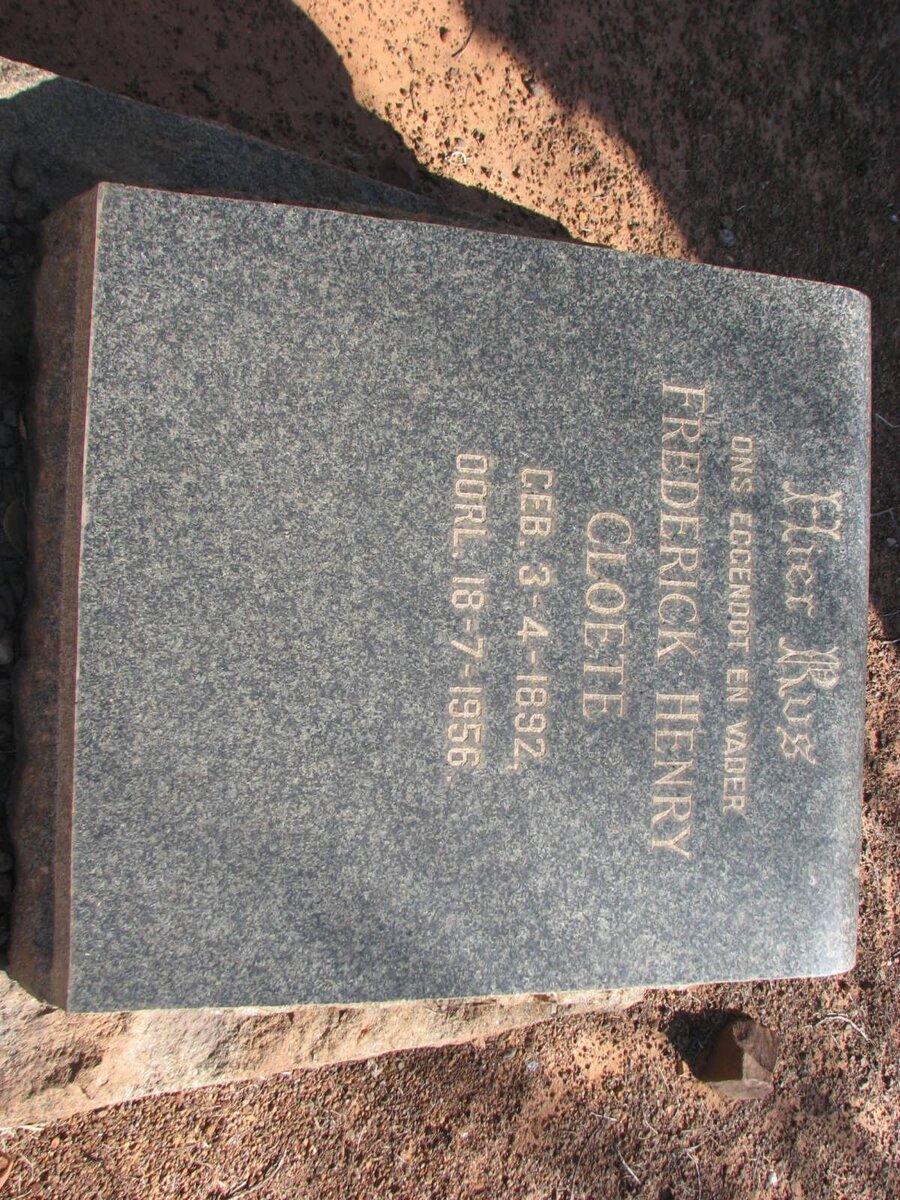 Hier Rus
ONS EGGENOOT EN VADER
FREDERICK HENRY
CLOETE
GEB. 3-4-1892,
OORL. 18-7-1956.